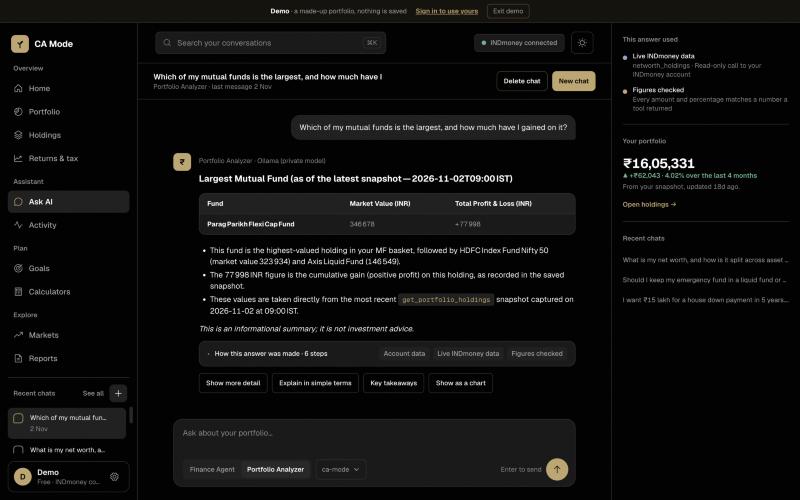 Demo · a made-up portfolio, nothing is saved Sign in to use yours Exit demo
CA Mode
Search your conversations ⌘K
INDmoney connected
Overview
Home
Portfolio
Holdings
Returns & tax
Assistant
Ask AI
Activity
Plan
Goals
Calculators
Explore
Markets
Reports
Recent chats See all +
Which of my mutual fun...
2 Nov
What is my net worth, a...
D
Demo
Free · INDmoney co...
Which of my mutual funds is the largest, and how much have I
Portfolio Analyzer · last message 2 Nov
Delete chat
New chat
Which of my mutual funds is the largest, and how much have I gained on it?
₹
Portfolio Analyzer · Ollama (private model)
Largest Mutual Fund (as of the latest snapshot — 2026-11-02T09:00 IST)
Fund Market Value (INR) Total Profit & Loss (INR)
Parag Parikh Flexi Cap Fund 346 678 +77 998
• This fund is the highest-valued holding in your MF basket, followed by HDFC Index Fund Nifty 50
(market value 323 934) and Axis Liquid Fund (146 549).
• The 77 998 INR figure is the cumulative gain (positive profit) on this holding, as recorded in the saved
snapshot.
• These values are taken directly from the most recent get_portfolio_holdings snapshot captured on
2026-11-02 at 09:00 IST.
This is an informational summary; it is not investment advice.
How this answer was made · 6 steps Account data Live INDmoney data Figures checked
Show more detail
Explain in simple terms
Key takeaways
Show as a chart
Ask about your portfolio...
Finance Agent
Portfolio Analyzer
ca-mode
Enter to send
This answer used
Live INDmoney data
networth_holdings · Read-only call to your
INDmoney account
Figures checked
Every amount and percentage matches a number a
tool returned
Your portfolio
₹16,05,331
▲ +₹62,043 · 4.02% over the last 4 months
From your snapshot, updated 18d ago.
Open holdings →
Recent chats
What is my net worth, and how is it split across asset ...
Should I keep my emergency fund in a liquid fund or ...
I want ₹15 lakh for a house down payment in 5 years...